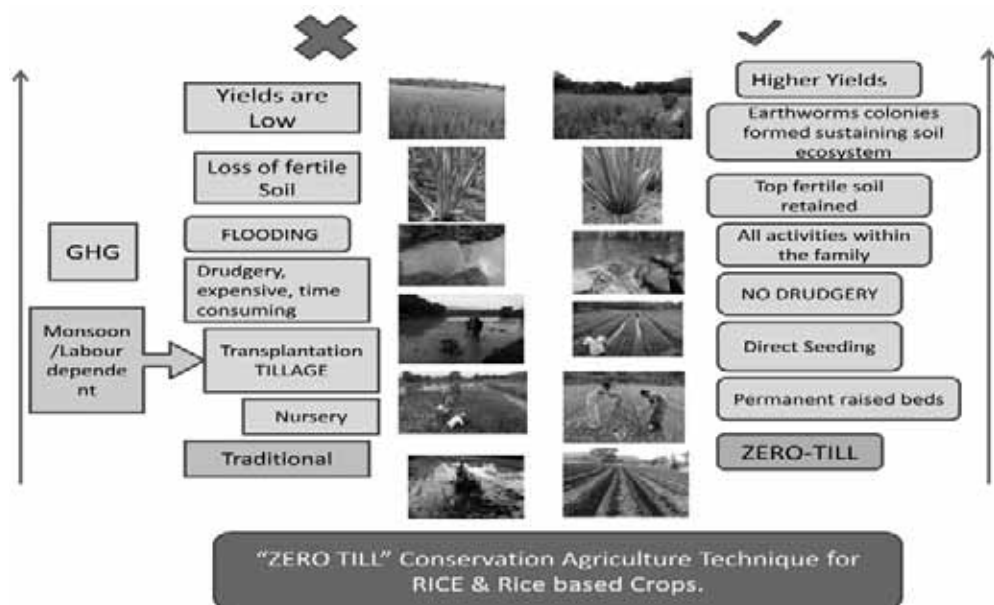 Yields are
Low
Loss of fertile
Soil
FLOODING
GHG
Drudgery,
expensive, time
consuming
Monsoon
/Labour
depende
nt
Transplantation
TILLAGE
Nursery
Traditional
Higher Yields
Earthworms colonies
formed sustaining soil
ecosystem
Top fertile soil
retained
All activities within
the family
NO DRUDGERY
Direct Seeding
Permanent raised beds
ZERO-TILL
“ZERO TILL” Conservation Agriculture Technique for
RICE & Rice based Crops.